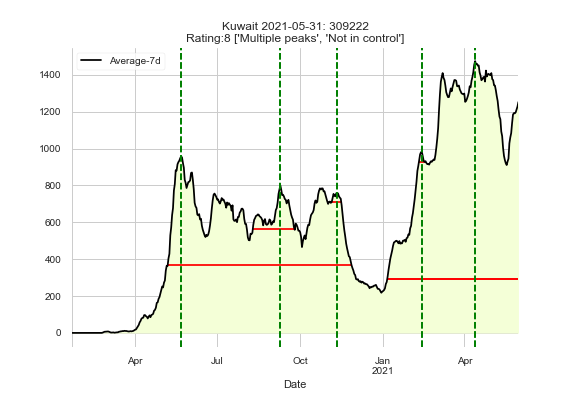 Kuwait 2021-05-31: 309222
Rating:8 ['Multiple peaks', 'Not in control']
Average-7d
1400
1200
1000
800
600
400
200
0
Apr
Jul
Oct
Jan
2021
Apr
Date